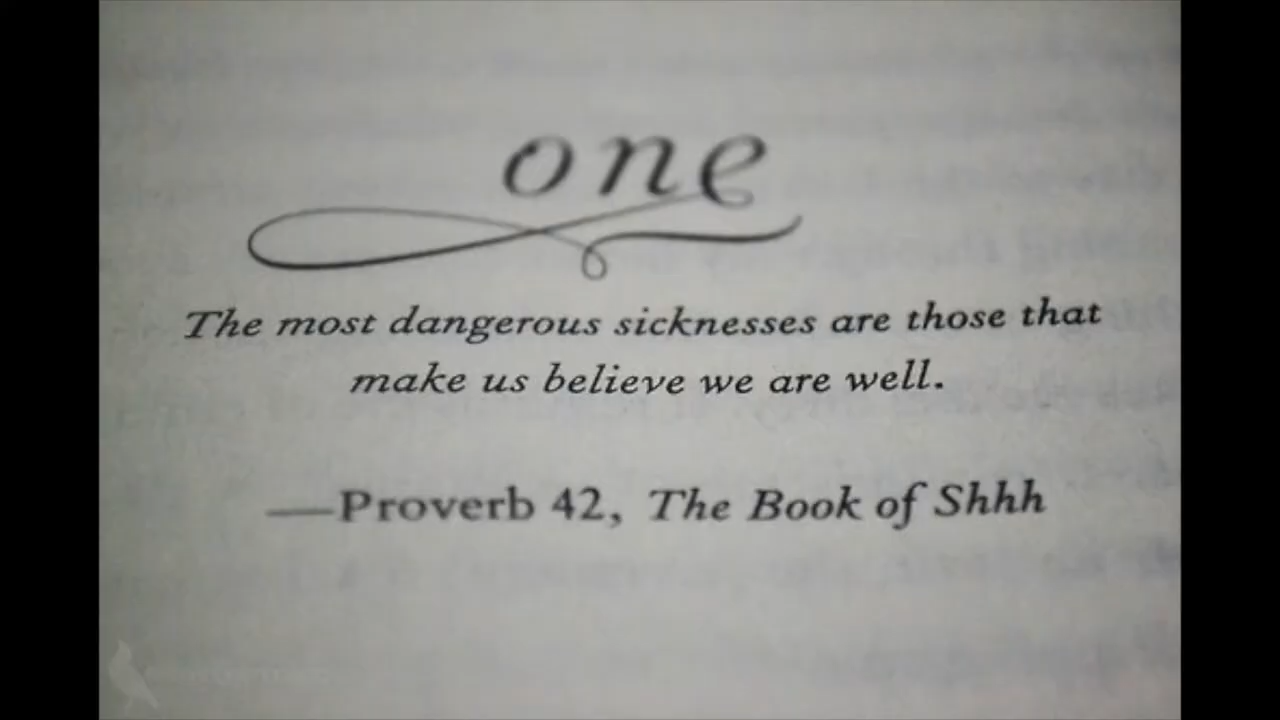 one
The most dangerous sicknesses are those that
make us believe we are well.
—Proverb 42, The Book of Shhh